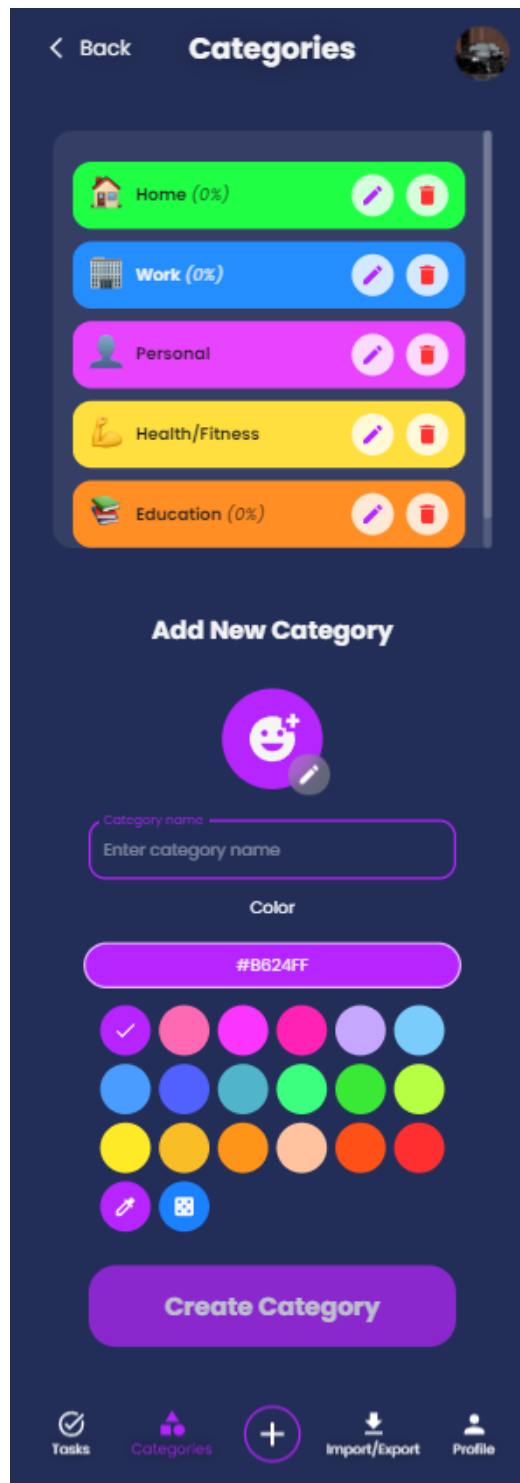 Back
Categories
Home (0%)
Work (0%)
Personal
Health/Fitness
Education (0%)
Add New Category
Category name
Enter category name
Color
#B624FF
Create Category
Tasks
Categories
Import/Export
Profile